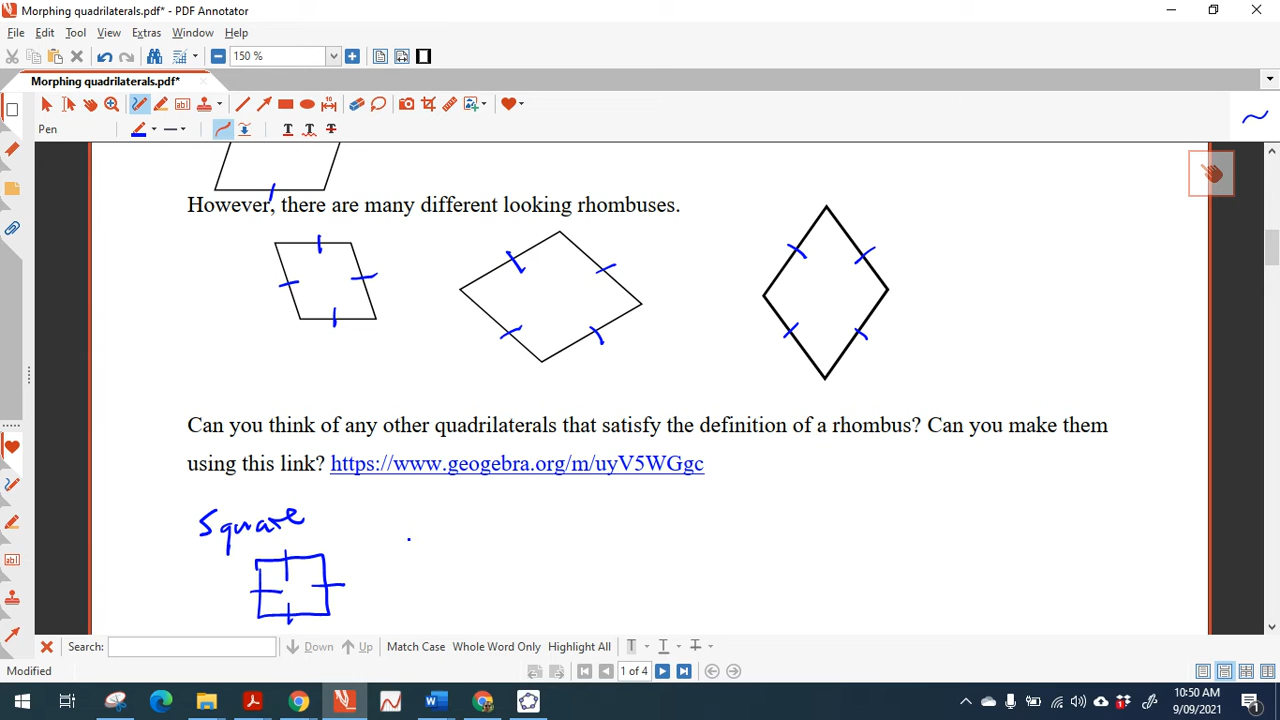 Morphing quadrilaterals.pdf* - PDF Annotator
File Edit Tool View Extras Window Help
150 %
Morphing quadrilaterals.pdf*
Pen
However, there are many different looking rhombuses.
Can you think of any other quadrilaterals that satisfy the definition of a rhombus? Can you make them
using this link? https://www.geogebra.org/m/uyV5WGgc
Square
Search: Down Up Match Case Whole Word Only Highlight All
Modified 1 of 4
10:50 AM
9/09/2021